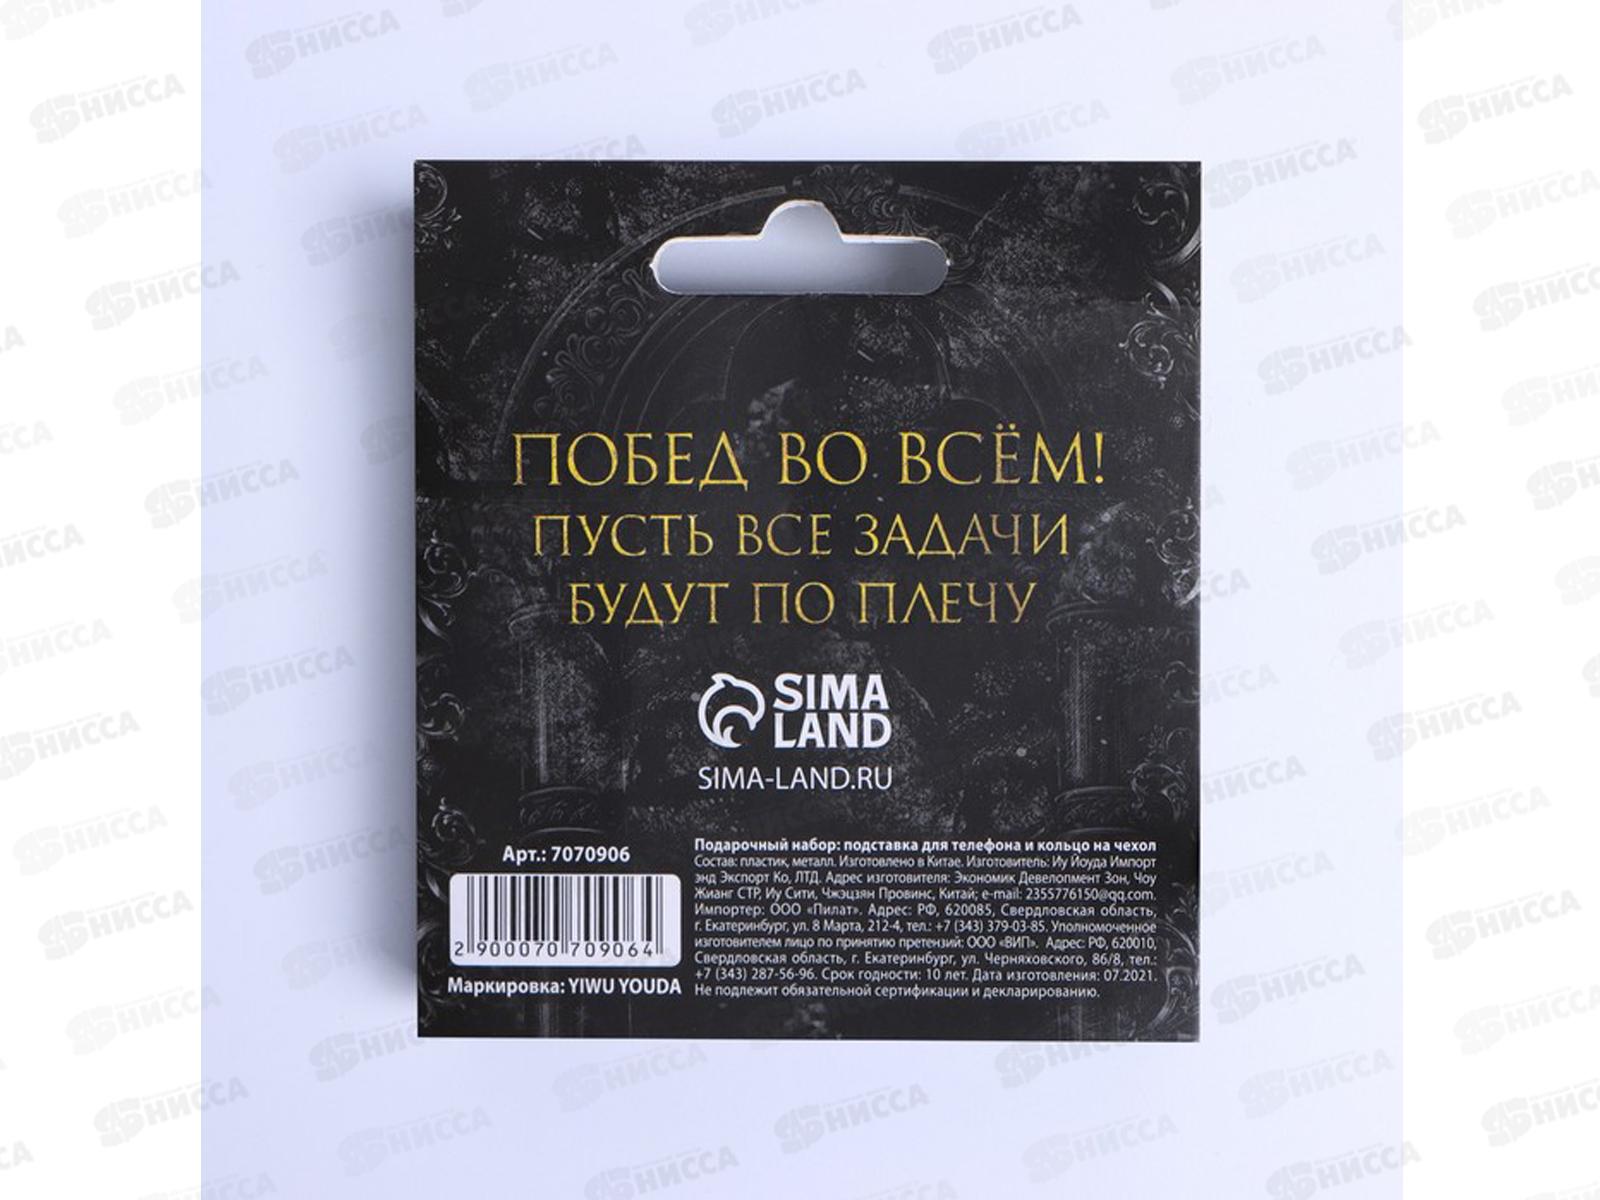 ПОБЕД ВО ВСЁМ!
ПУСТЬ ВСЕ ЗАДАЧИ
БУДУТ ПО ПЛЕЧУ
SIMA
LAND
SIMA-LAND.RU
Арт.: 7070906
2 900070 709064
Маркировка: YIWU YOUDA
Подарочный набор: подставка для телефона и кольцо на чехол
Состав: пластик, металл. Изготовлено в Китае. Изготовитель: Иу Йоуда Импорт
энд Экспорт Ко, ЛТД. Адрес изготовителя: Экономик Девелопмент Зон, Чоу
Жианг СТР, Иу Сити, Чжэцзян Провинс, Китай; e-mail: 2355776150@qq.com.
Импортер: ООО «Пилат». Адрес: РФ, 620085, Свердловская область,
г. Екатеринбург, ул. 8 Марта, 212-4, тел.: +7 (343) 379-03-85. Уполномоченное
изготовителем лицо по принятию претензий: ООО «ВИП». Адрес: РФ, 620010,
Свердловская область, г. Екатеринбург, ул. Черняховского, 86/8, тел.:
+7 (343) 287-56-96. Срок годности: 10 лет. Дата изготовления: 07.2021.
Не подлежит обязательной сертификации и декларированию.
НИССА